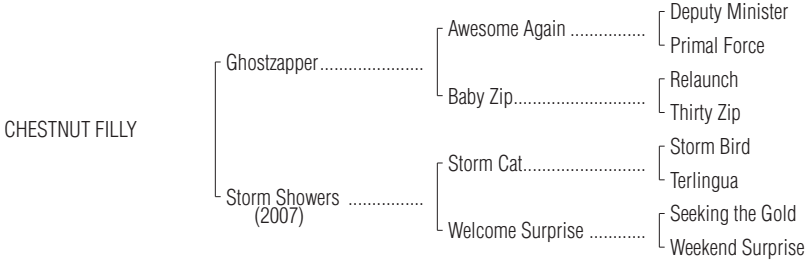 Deputy Minister
Awesome Again ................
Primal Force
Ghostzapper......................
Relaunch
Baby Zip............................
Thirty Zip
CHESTNUT FILLY
Storm Bird
Storm Cat..........................
Terlingua
Storm Showers ................
(2007)
Seeking the Gold
Welcome Surprise ............
Weekend Surprise